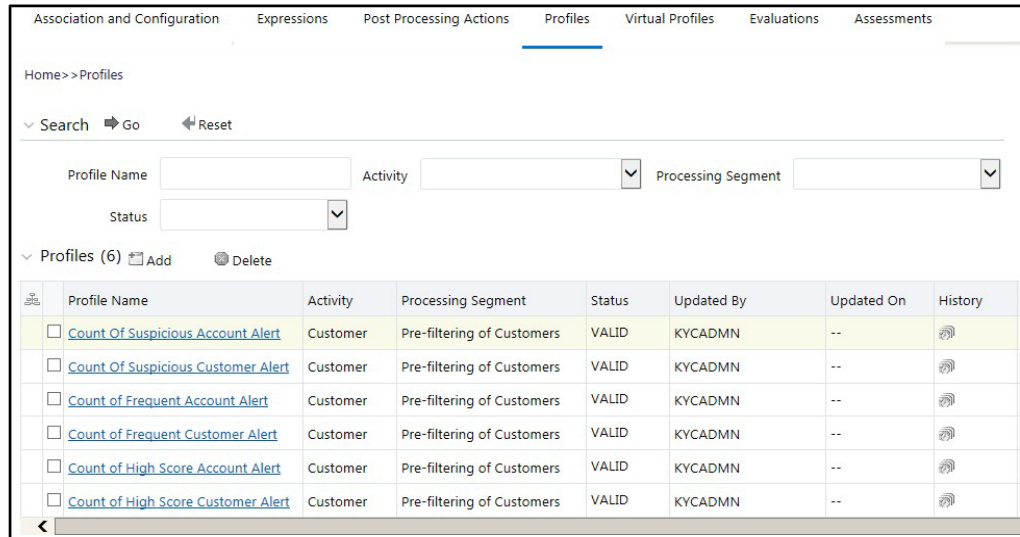 Association and Configuration Expressions Post Processing Actions Profiles Virtual Profiles Evaluations Assessments
Home>>Profiles
Search Go Reset
Profile Name Activity Processing Segment
Status
Profiles (6) Add Delete
Profile Name Activity Processing Segment Status Updated By Updated On History
Count Of Suspicious Account Alert Customer Pre-filtering of Customers VALID KYCADMN --
Count Of Suspicious Customer Alert Customer Pre-filtering of Customers VALID KYCADMN --
Count of Frequent Account Alert Customer Pre-filtering of Customers VALID KYCADMN --
Count of Frequent Customer Alert Customer Pre-filtering of Customers VALID KYCADMN --
Count of High Score Account Alert Customer Pre-filtering of Customers VALID KYCADMN --
Count of High Score Customer Alert Customer Pre-filtering of Customers VALID KYCADMN --